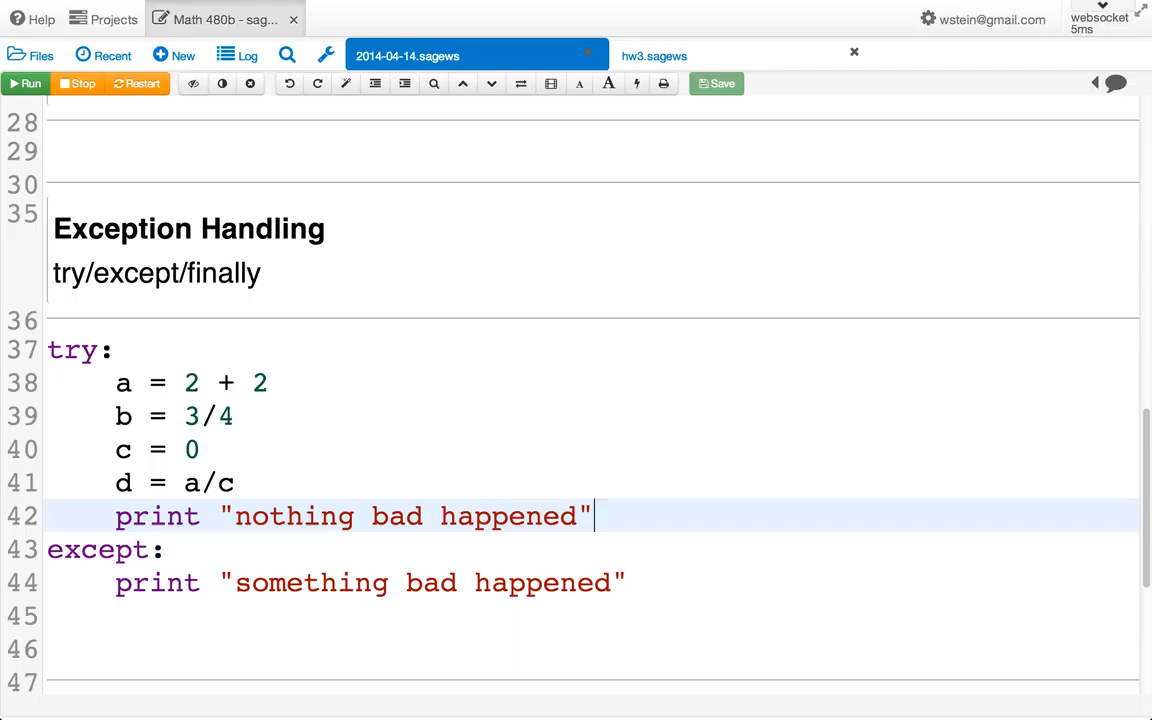 Help Projects Math 480b - sag... × wstein@gmail.com websocket 5ms
Files Recent New Log 2014-04-14.sagews hw3.sagews
Run Stop Restart A A Save
28
29
30
35 Exception Handling
try/except/finally
36
37 try:
38 a = 2 + 2
39 b = 3/4
40 c = 0
41 d = a/c
42 print "nothing bad happened"
43 except:
44 print "something bad happened"
45
46
47